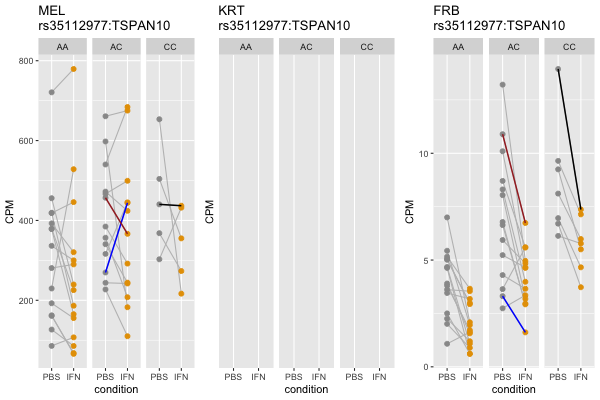 MEL
rs35112977:TSPAN10
AA AC CC
CPM
800
600
400
200
PBS IFN PBS IFN PBS IFN
condition
KRT
rs35112977:TSPAN10
AA AC CC
CPM
PBS IFN PBS IFN PBS IFN
condition
FRB
rs35112977:TSPAN10
AA AC CC
CPM
10
5
0
PBS IFN PBS IFN PBS IFN
condition